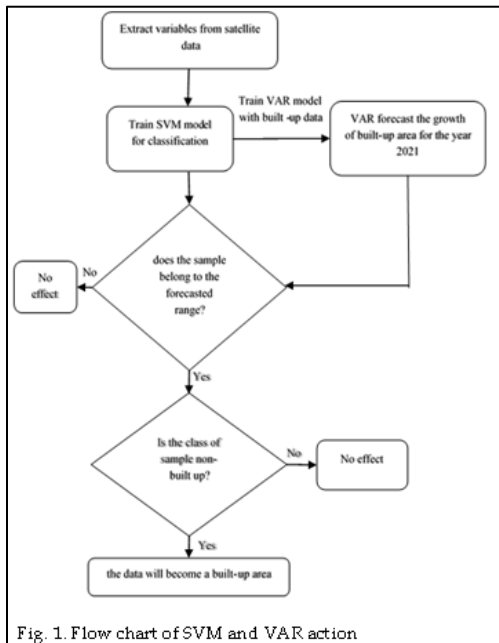 Extract variables from satellite
data
Train SVM model
for classification
Train VAR model
with built -up data
VAR forecast the growth
of built-up area for the year
2021
does the sample
belong to the
forecasted
range?
No
No
effect
Yes
Is the class of
sample non-
built up?
No
No effect
Yes
the data will become a built-up area
Fig. 1. Flow chart of SVM and VAR action